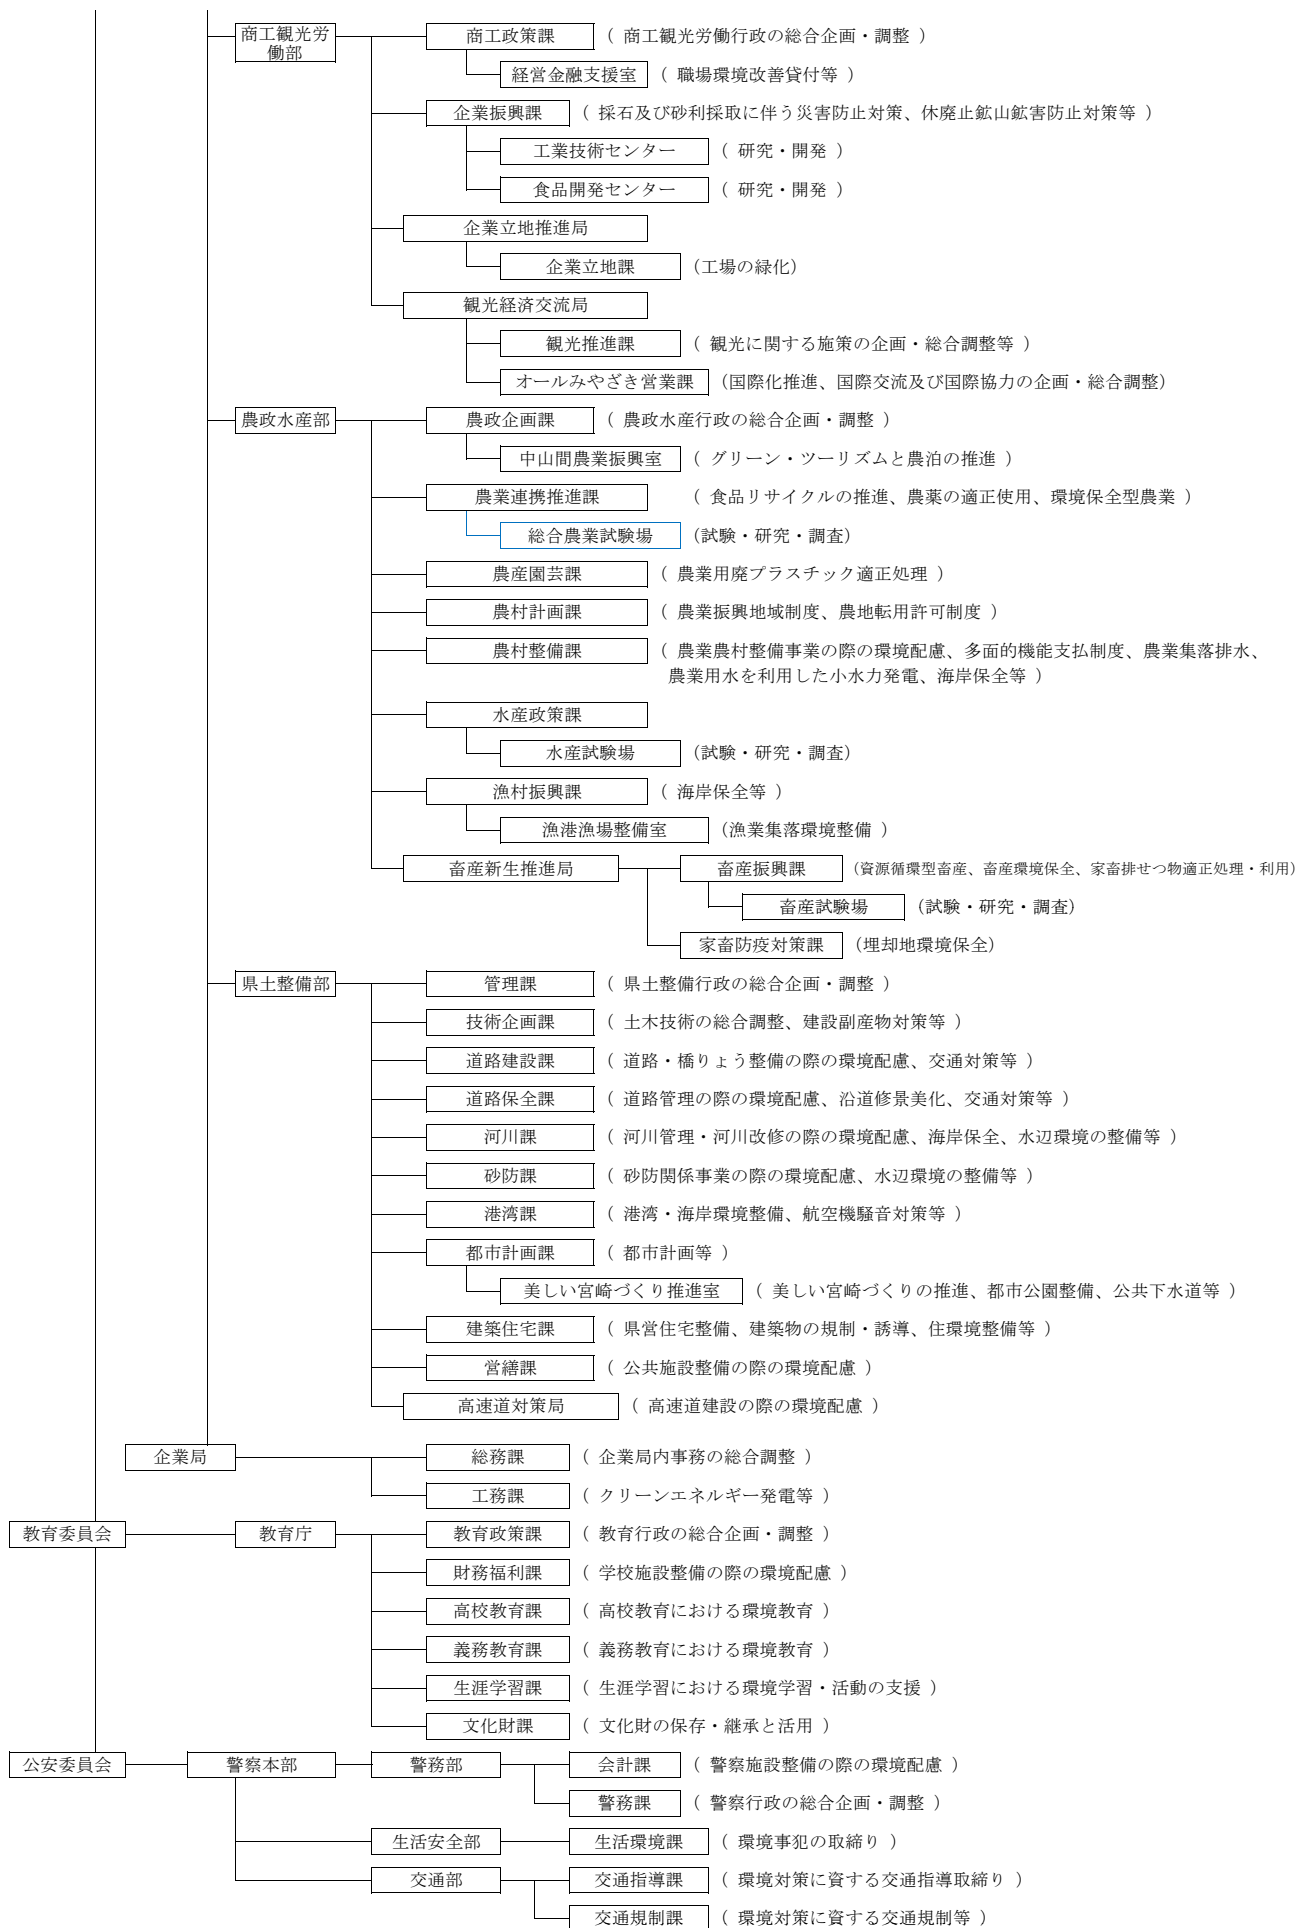 商工観光労
働部
商工政策課 （ 商工観光労働行政の総合企画・調整 ）
経営金融支援室 （ 職場環境改善貸付等 ）
企業振興課 （ 採石及び砂利採取に伴う災害防止対策、休廃止鉱山鉱害防止対策等 ）
工業技術センター （ 研究・開発 ）
食品開発センター （ 研究・開発 ）
企業立地推進局
企業立地課 （工場の緑化）
観光経済交流局
観光推進課 （ 観光に関する施策の企画・総合調整等 ）
オールみやざき営業課 （国際化推進、国際交流及び国際協力の企画・総合調整）
農政水産部 農政企画課 （ 農政水産行政の総合企画・調整 ）
中山間農業振興室 （ グリーン・ツーリズムと農泊の推進 ）
農業連携推進課 （ 食品リサイクルの推進、農薬の適正使用、環境保全型農業 ）
総合農業試験場 （試験・研究・調査）
農産園芸課 （ 農業用廃プラスチック適正処理 ）
農村計画課 （ 農業振興地域制度、農地転用許可制度 ）
農村整備課 （ 農業農村整備事業の際の環境配慮、多面的機能支払制度、農業集落排水、
農業用水を利用した小水力発電、海岸保全等 ）
水産政策課
水産試験場 （試験・研究・調査）
漁村振興課 （ 海岸保全等 ）
漁港漁場整備室 （漁業集落環境整備 ）
畜産新生推進局 畜産振興課 （資源循環型畜産、畜産環境保全、家畜排せつ物適正処理・利用）
畜産試験場 （試験・研究・調査）
家畜防疫対策課 （埋却地環境保全）
県土整備部 管理課 （ 県土整備行政の総合企画・調整 ）
技術企画課 （ 土木技術の総合調整、建設副産物対策等 ）
道路建設課 （ 道路・橋りょう整備の際の環境配慮、交通対策等 ）
道路保全課 （ 道路管理の際の環境配慮、沿道修景美化、交通対策等 ）
河川課 （ 河川管理・河川改修の際の環境配慮、海岸保全、水辺環境の整備等 ）
砂防課 （ 砂防関係事業の際の環境配慮、水辺環境の整備等 ）
港湾課 （ 港湾・海岸環境整備、航空機騒音対策等 ）
都市計画課 （ 都市計画等 ）
美しい宮崎づくり推進室 （ 美しい宮崎づくりの推進、都市公園整備、公共下水道等 ）
建築住宅課 （ 県営住宅整備、建築物の規制・誘導、住環境整備等 ）
営繕課 （ 公共施設整備の際の環境配慮 ）
高速道対策局 （ 高速道建設の際の環境配慮 ）
企業局 総務課 （ 企業局内事務の総合調整 ）
工務課 （ クリーンエネルギー発電等 ）
教育委員会 教育庁 教育政策課 （ 教育行政の総合企画・調整 ）
財務福利課 （ 学校施設整備の際の環境配慮 ）
高校教育課 （ 高校教育における環境教育 ）
義務教育課 （ 義務教育における環境教育 ）
生涯学習課 （ 生涯学習における環境学習・活動の支援 ）
文化財課 （ 文化財の保存・継承と活用 ）
公安委員会 警察本部 警務部 会計課 （ 警察施設整備の際の環境配慮 ）
警務課 （ 警察行政の総合企画・調整 ）
生活安全部 生活環境課 （ 環境事犯の取締り ）
交通部 交通指導課 （ 環境対策に資する交通指導取締り ）
交通規制課 （ 環境対策に資する交通規制等 ）